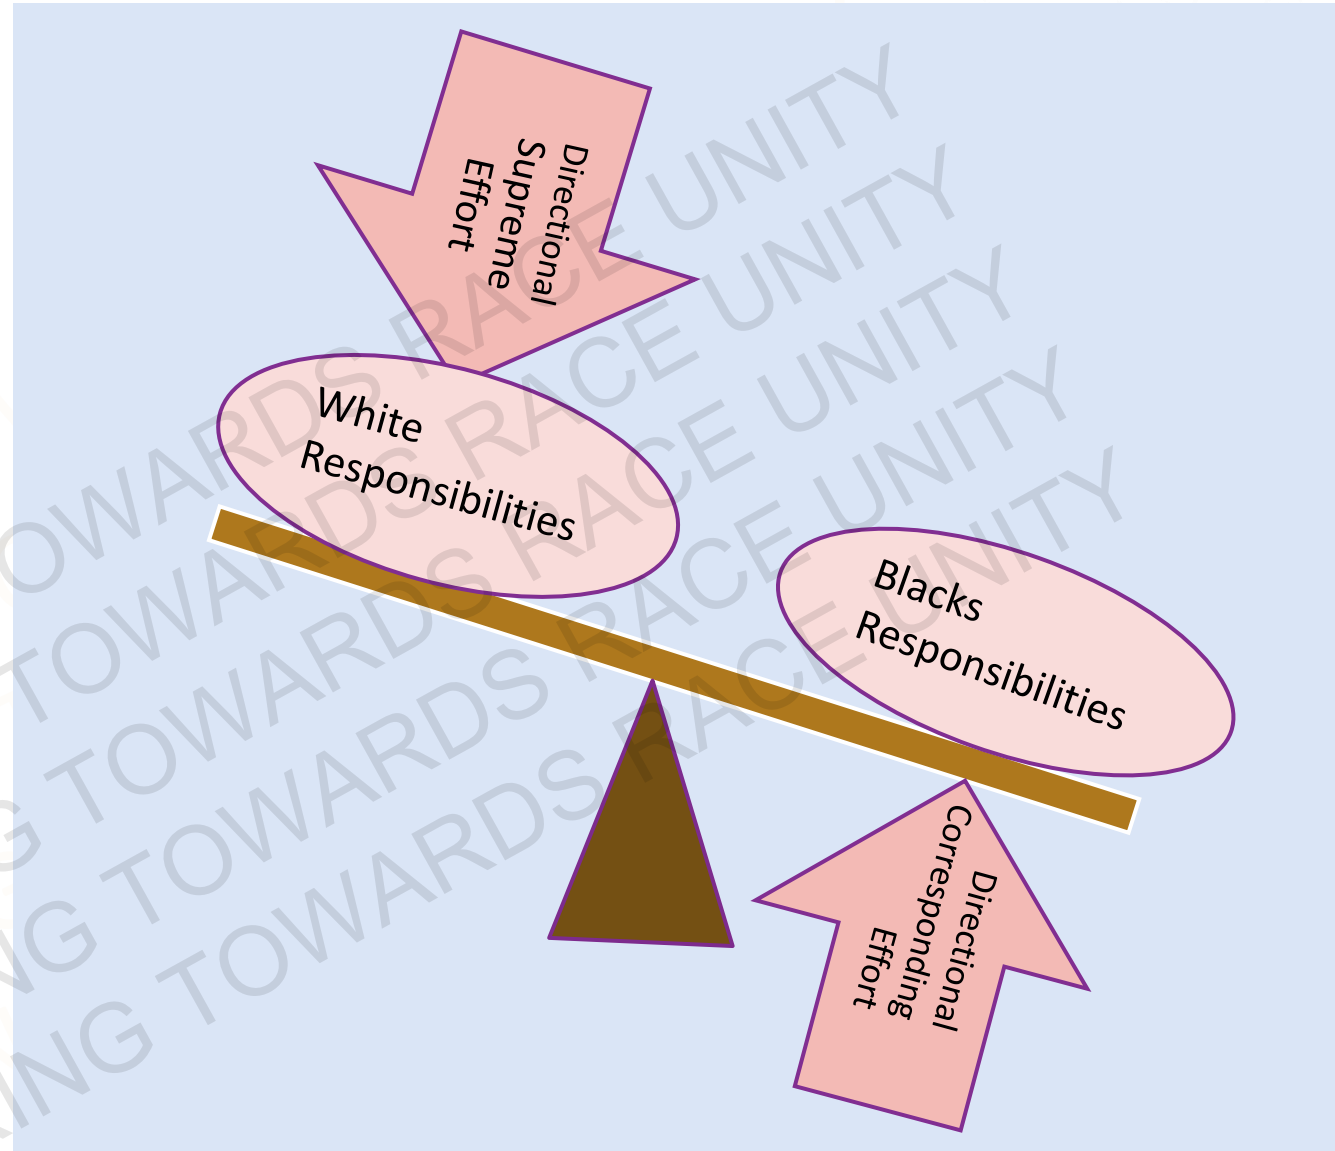 Directional
Supreme
Effort
White
Responsibilities
Blacks
Responsibilities
Directional
Corresponding
Effort
TOWARDS RACE UNITY
TOWARDS RACE UNITY
TOWARDS RACE UNITY
TOWARDS RACE UNITY
TOWARDS RACE UNITY